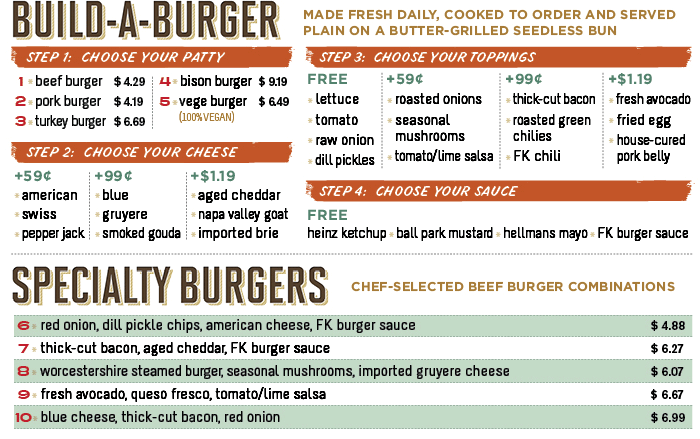 BUILD-A-BURGER
MADE FRESH DAILY, COOKED TO ORDER AND SERVED
PLAIN ON A BUTTER-GRILLED SEEDLESS BUN
STEP 1: CHOOSE YOUR PATTY
1 * beef burger $ 4.29
2 * pork burger $ 4.19
3 * turkey burger $ 6.69
4 * bison burger $ 9.19
5 * vege burger $ 6.49
(100% VEGAN)
STEP 2: CHOOSE YOUR CHEESE
+59¢
* american
* swiss
* pepper jack
+99¢
* blue
* gruyere
* smoked gouda
+$1.19
* aged cheddar
* napa valley goat
* imported brie
STEP 3: CHOOSE YOUR TOPPINGS
FREE
* lettuce
* tomato
* raw onion
* dill pickles
+59¢
* roasted onions
* seasonal
mushrooms
* tomato/lime salsa
+99¢
* thick-cut bacon
* roasted green
chilies
* FK chili
+$1.19
* fresh avocado
* fried egg
* house-cured
pork belly
STEP 4: CHOOSE YOUR SAUCE
FREE
heinz ketchup * ball park mustard * hellmans mayo * FK burger sauce
SPECIALTY BURGERS
CHEF-SELECTED BEEF BURGER COMBINATIONS
6 * red onion, dill pickle chips, american cheese, FK burger sauce $ 4.88
7 * thick-cut bacon, aged cheddar, FK burger sauce $ 6.27
8 * worcestershire steamed burger, seasonal mushrooms, imported gruyere cheese $ 6.07
9 * fresh avocado, queso fresco, tomato/lime salsa $ 6.67
10 * blue cheese, thick-cut bacon, red onion $ 6.99